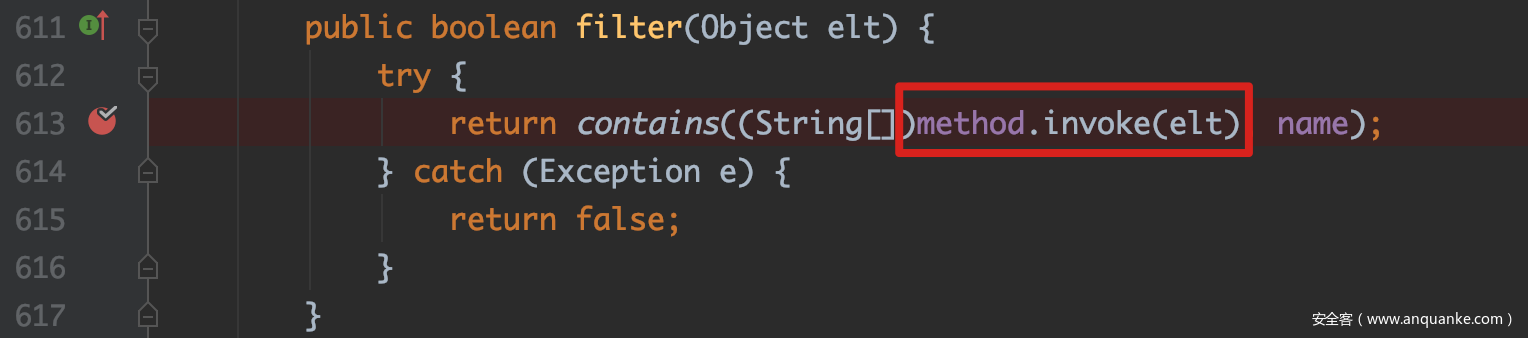 611 public boolean filter(Object elt) {
612 try {
613 return contains((String[])method.invoke(elt) name);
614 } catch (Exception e) {
615 return false;
616 }
617 }
安全客（www.anquanke.com）